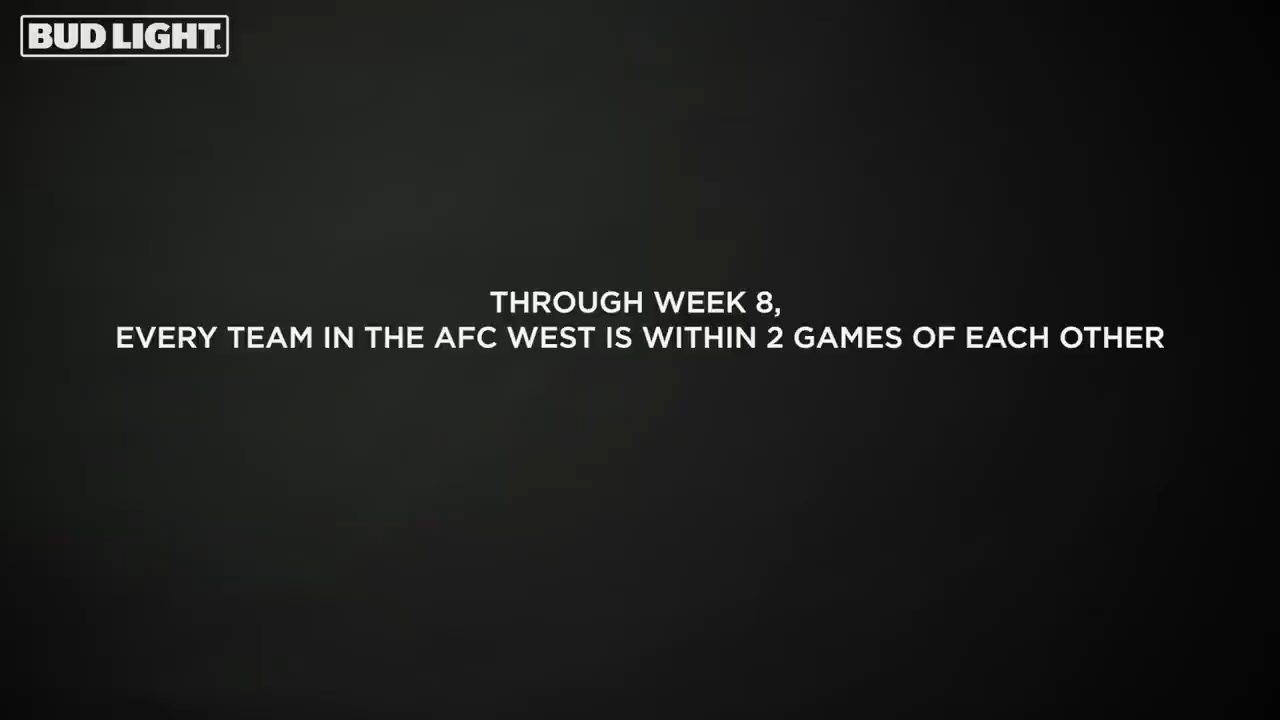 BUD LIGHT.
THROUGH WEEK 8,
EVERY TEAM IN THE AFC WEST IS WITHIN 2 GAMES OF EACH OTHER